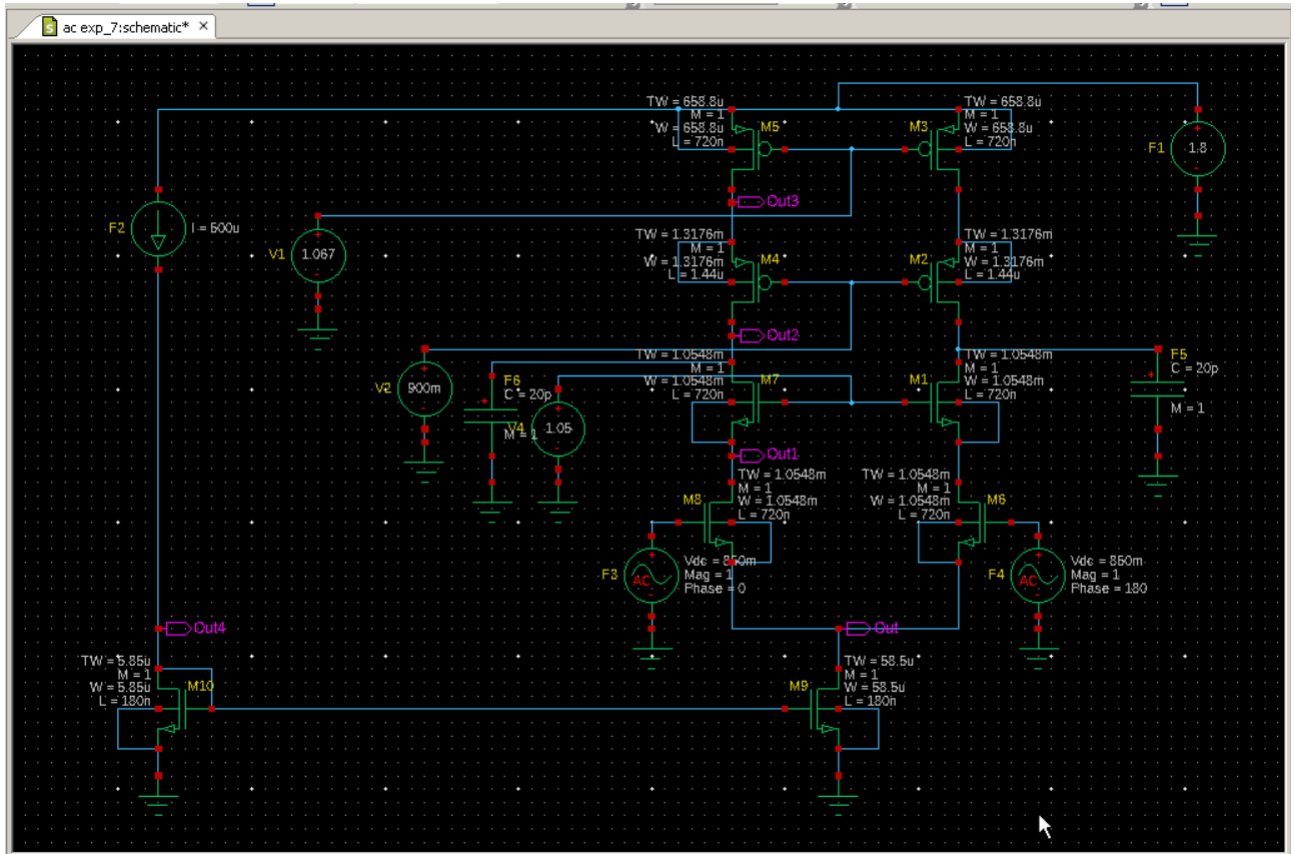 ac exp_7:schematic* ×
TW = 658.8u
M = 1
W = 658.8u
L = 720n
M5
M3
TW = 658.8u
M = 1
W = 658.8u
L = 720n
F1
1.8
Out3
F2
I = 500u
V1
1.067
TW = 1.3176m
M = 1
W = 1.3176m
L = 1.44u
M4
M2
TW = 1.3176m
M = 1
W = 1.3176m
L = 1.44u
Out2
V2
900m
F6
C = 20p
M = 1
V4
1.05
TW = 1.0548m
M = 1
W = 1.0548m
L = 720n
M7
M1
TW = 1.0548m
M = 1
W = 1.0548m
L = 720n
F5
C = 20p
M = 1
Out1
M8
TW = 1.0548m
M = 1
W = 1.0548m
L = 720n
TW = 1.0548m
M = 1
W = 1.0548m
L = 720n
M6
F3
AC
Vdc = 850m
Mag = 1
Phase = 0
F4
AC
Vdc = 850m
Mag = 1
Phase = 180
Out4
Out
TW = 5.85u
M = 1
W = 5.85u
L = 180n
M10
M9
TW = 58.5u
M = 1
W = 58.5u
L = 180n